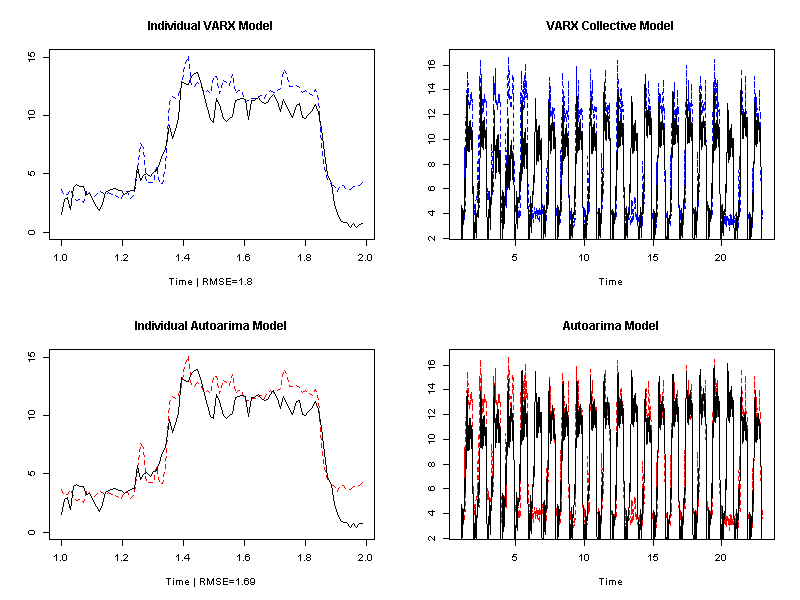 Individual VARX Model
15
10
5
0
1.0 1.2 1.4 1.6 1.8 2.0
Time | RMSE=1.8
VARX Collective Model
16
14
12
10
8
6
4
2
5 10 15 20
Time
Individual Autoarima Model
15
10
5
0
1.0 1.2 1.4 1.6 1.8 2.0
Time | RMSE=1.69
Autoarima Model
16
14
12
10
8
6
4
2
5 10 15 20
Time